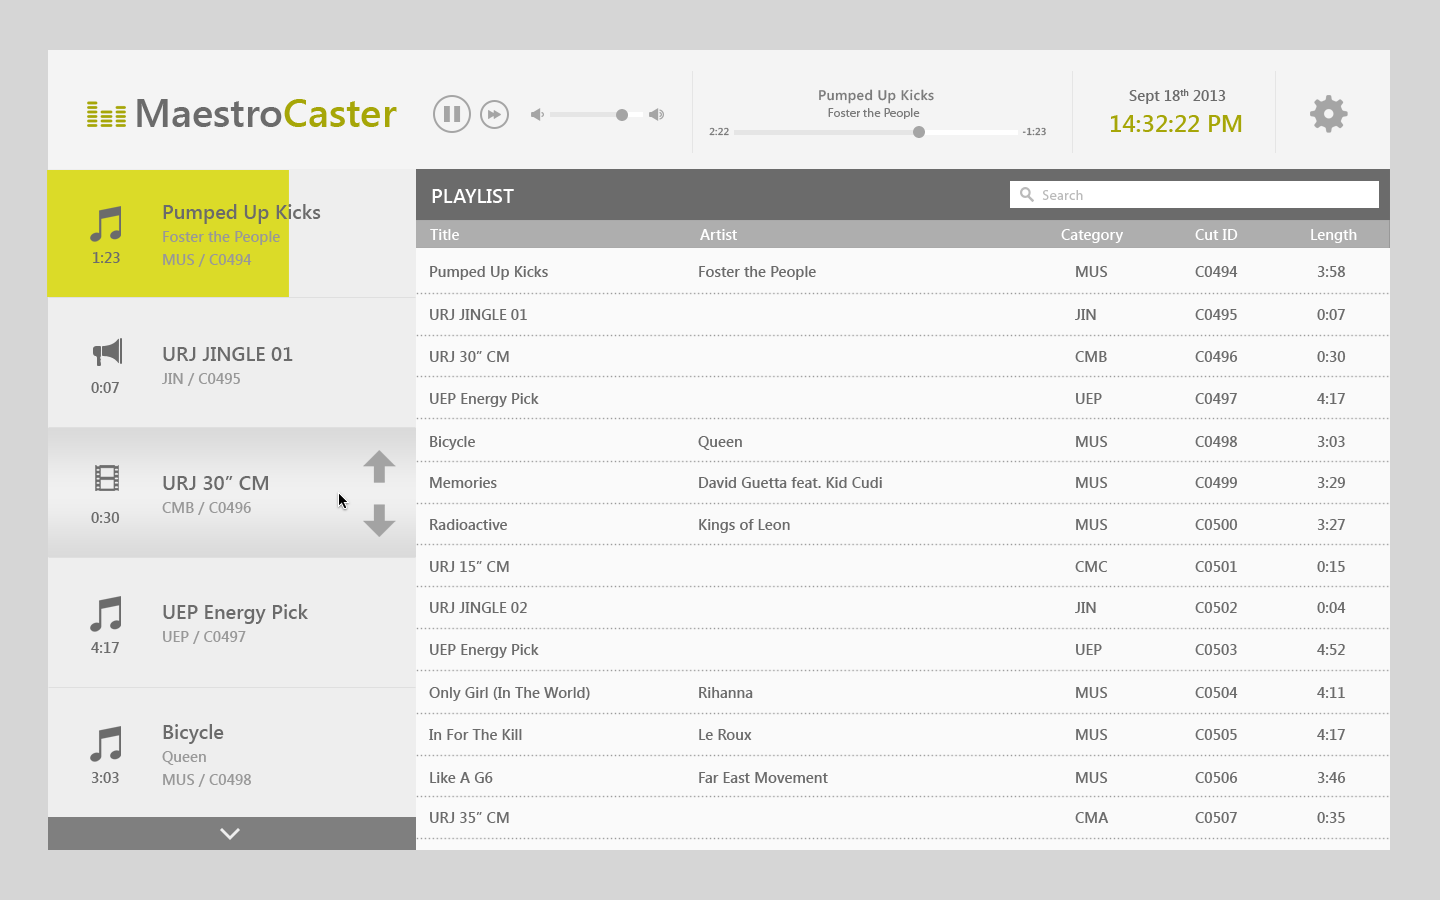 MaestroCaster
Pumped Up Kicks
Foster the People
2:22
-1:23
Sept 18th 2013
14:32:22 PM
Pumped Up Kicks
Foster the People
1:23
MUS / C0494
URJ JINGLE 01
JIN / C0495
0:07
URJ 30” CM
CMB / C0496
0:30
UEP Energy Pick
UEP / C0497
4:17
Bicycle
Queen
3:03
MUS / C0498
PLAYLIST
Search
Title Artist Category Cut ID Length
Pumped Up Kicks Foster the People MUS C0494 3:58
URJ JINGLE 01 JIN C0495 0:07
URJ 30” CM CMB C0496 0:30
UEP Energy Pick UEP C0497 4:17
Bicycle Queen MUS C0498 3:03
Memories David Guetta feat. Kid Cudi MUS C0499 3:29
Radioactive Kings of Leon MUS C0500 3:27
URJ 15” CM CMC C0501 0:15
URJ JINGLE 02 JIN C0502 0:04
UEP Energy Pick UEP C0503 4:52
Only Girl (In The World) Rihanna MUS C0504 4:11
In For The Kill Le Roux MUS C0505 4:17
Like A G6 Far East Movement MUS C0506 3:46
URJ 35” CM CMA C0507 0:35